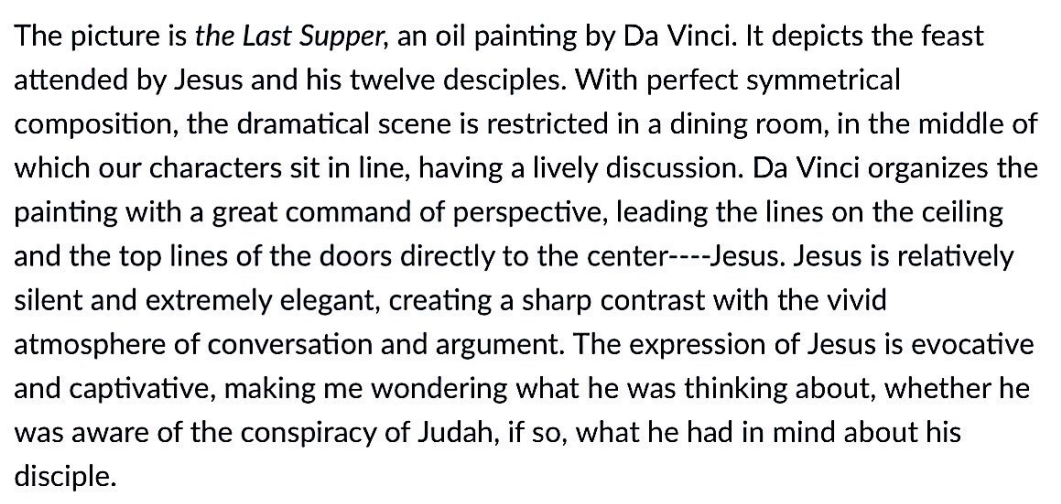 The picture is the Last Supper, an oil painting by Da Vinci. It depicts the feast
attended by Jesus and his twelve desciples. With perfect symmetrical
composition, the dramatical scene is restricted in a dining room, in the middle of
which our characters sit in line, having a lively discussion. Da Vinci organizes the
painting with a great command of perspective, leading the lines on the ceiling
and the top lines of the doors directly to the center----Jesus. Jesus is relatively
silent and extremely elegant, creating a sharp contrast with the vivid
atmosphere of conversation and argument. The expression of Jesus is evocative
and captivative, making me wondering what he was thinking about, whether he
was aware of the conspiracy of Judah, if so, what he had in mind about his
disciple.